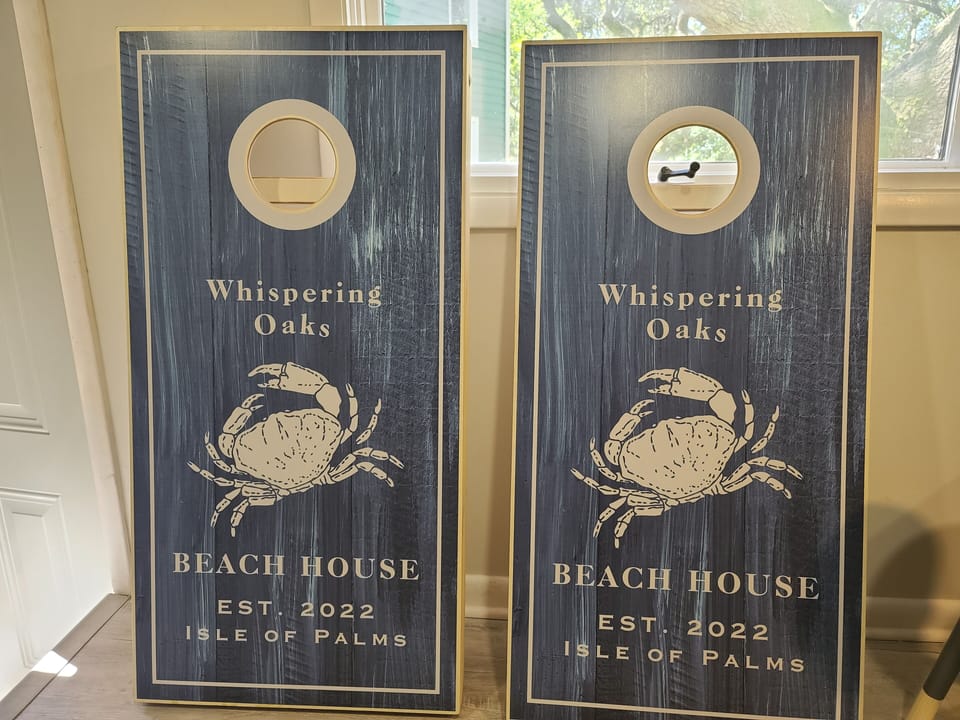 Whispering
Oaks
BEACH HOUSE
EST. 2022
ISLE OF PALMS
Whispering
Oaks
BEACH HOUSE
EST. 2022
ISLE OF PALMS